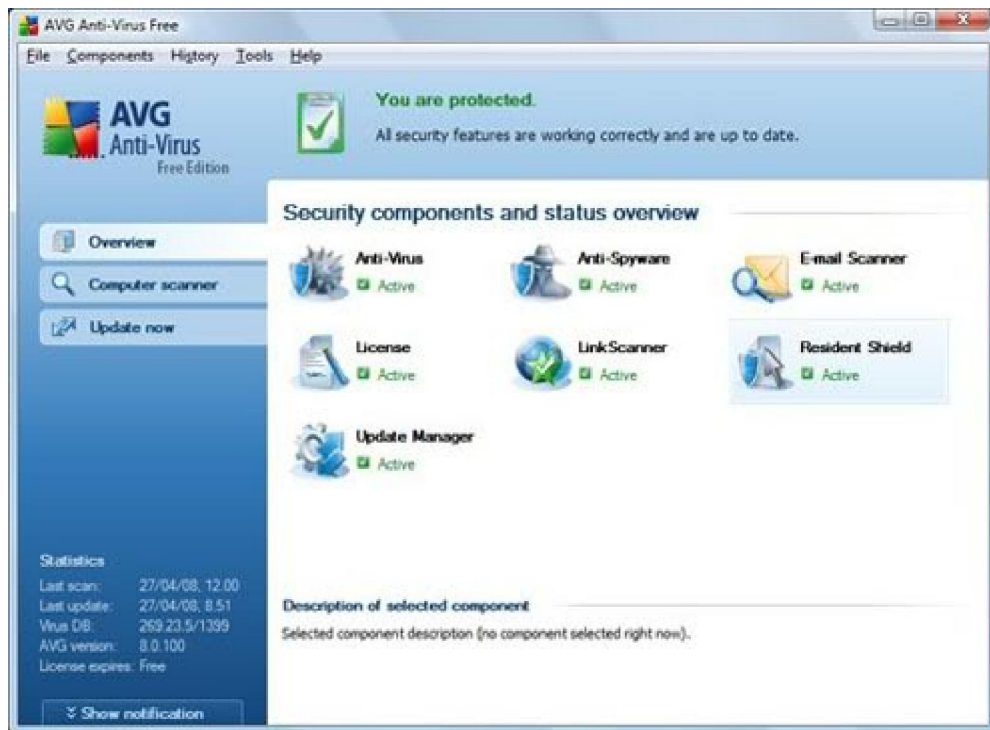 AVG Anti-Virus Free
File Components History Tools Help
AVG
Anti-Virus
Free Edition
You are protected.
All security features are working correctly and are up to date.
Security components and status overview
Overview
Computer scanner
Update now
Anti-Virus
Active
Anti-Spyware
Active
E-mail Scanner
Active
License
Active
LinkScanner
Active
Resident Shield
Active
Update Manager
Active
Statistics
Last scan: 27/04/08, 12.00
Last update: 27/04/08, 8.51
Virus DB: 269.23.5/1399
AVG version: 8.0.100
License expires: Free
Show notification
Description of selected component
Selected component description (no component selected right now).